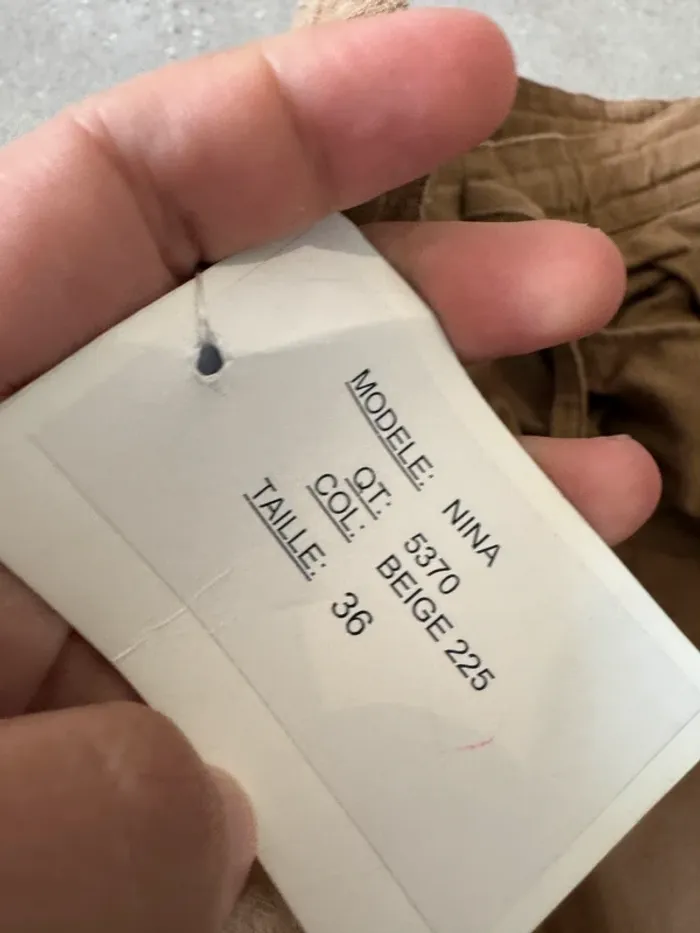 MODELE: NINA
QT: 5370
COL: BEIGE 225
TAILLE: 36